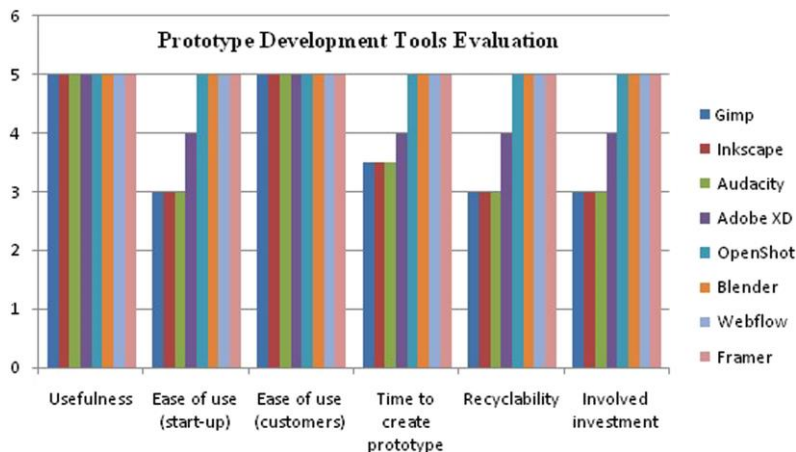 Prototype Development Tools Evaluation
6
5
4
3
2
1
0
Usefulness
Ease of use
(start-up)
Ease of use
(customers)
Time to
create
prototype
Recyclability
Involved
investment
Gimp
Inkscape
Audacity
Adobe XD
OpenShot
Blender
Webflow
Framer